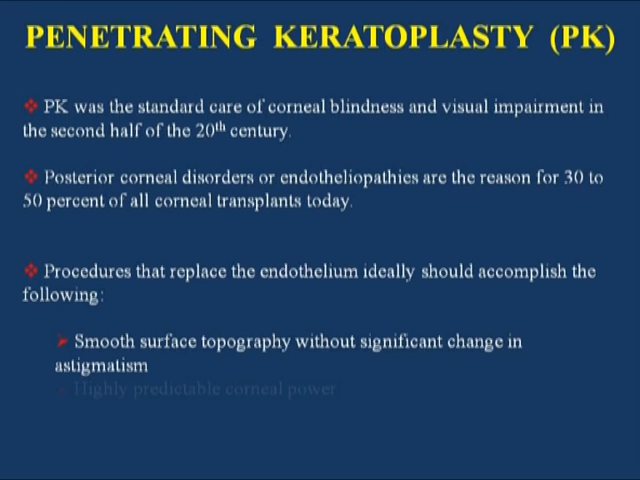 PENETRATING KERATOPLASTY (PK)
❖ PK was the standard care of corneal blindness and visual impairment in
the second half of the 20th century.
❖ Posterior corneal disorders or endotheliopathies are the reason for 30 to
50 percent of all corneal transplants today.
❖ Procedures that replace the endothelium ideally should accomplish the
following:
➤ Smooth surface topography without significant change in
astigmatism
➤ Highly predictable corneal power